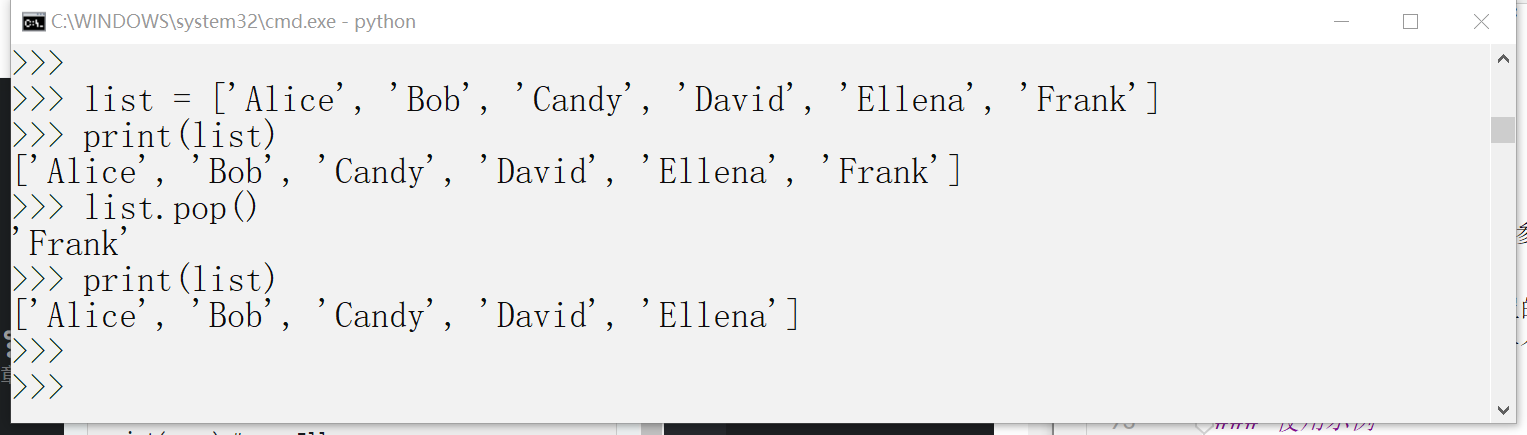 C:\WINDOWS\system32\cmd.exe - python
>>>
>>> list = ['Alice', 'Bob', 'Candy', 'David', 'Ellena', 'Frank']
>>> print(list)
['Alice', 'Bob', 'Candy', 'David', 'Ellena', 'Frank']
>>> list.pop()
'Frank'
>>> print(list)
['Alice', 'Bob', 'Candy', 'David', 'Ellena']
>>>
>>>